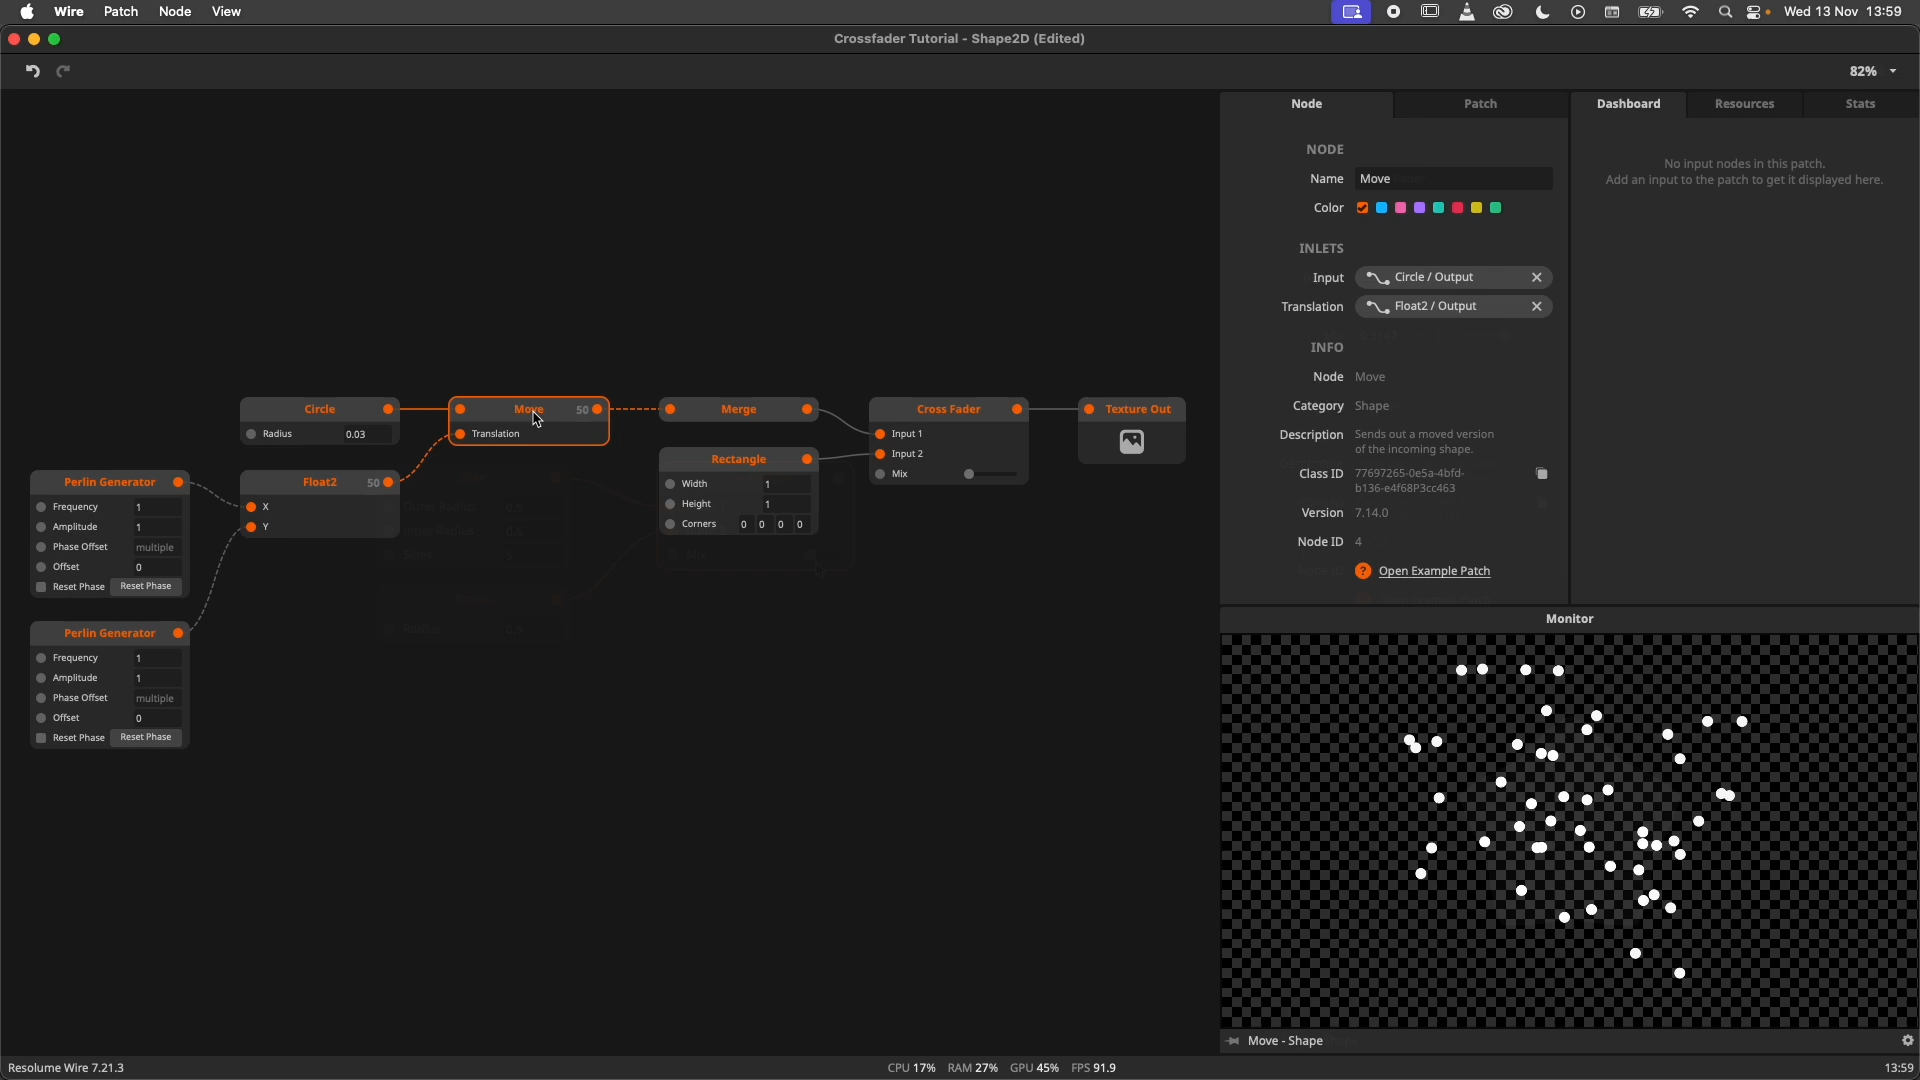 Wire Patch Node View
Wed 13 Nov 13:59
Crossfader Tutorial - Shape2D (Edited)
82%
Node Patch Dashboard Resources Stats
NODE
Name Move
Color
INLETS
Input Circle / Output
Translation Float2 / Output
INFO
Node Move
Category Shape
Description Sends out a moved version
of the incoming shape.
Class ID 77697265-0e5a-4bfd-
b136-e4f68P3cc463
Version 7.14.0
Node ID 4
? Open Example Patch
No input nodes in this patch.
Add an input to the patch to get it displayed here.
Circle
Radius 0.03
Move 50
Translation
Merge
Cross Fader
Input 1
Input 2
Mix
Texture Out
Rectangle
Width 1
Height 1
Corners 0 0 0 0
Perlin Generator
Frequency 1
Amplitude 1
Phase Offset multiple
Offset 0
Reset Phase Reset Phase
Float2 50
X
Y
Perlin Generator
Frequency 1
Amplitude 1
Phase Offset multiple
Offset 0
Reset Phase Reset Phase
Monitor
Move - Shape
Resolume Wire 7.21.3
CPU 17% RAM 27% GPU 45% FPS 91.9
13:59